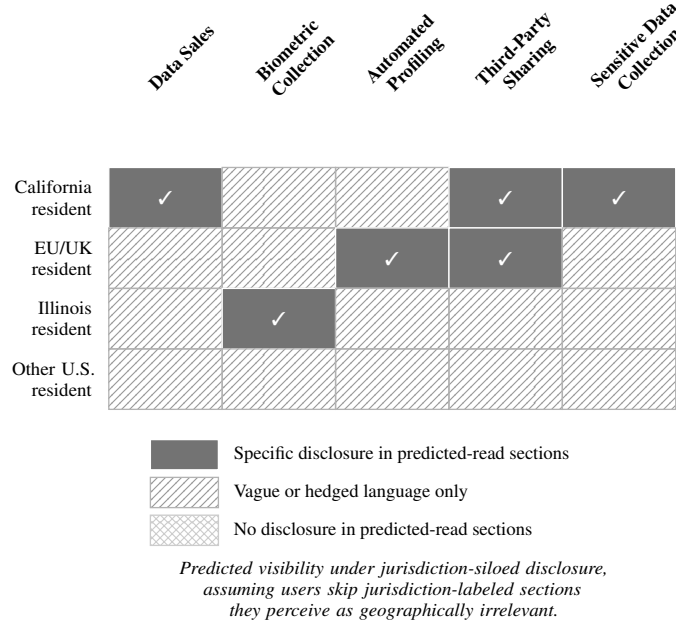 Data Sales
Biometric
Collection
Automated
Profiling
Third-Party
Sharing
Sensitive Data
Collection
California
resident
✓ ✓ ✓
EU/UK
resident
✓ ✓
Illinois
resident
✓
Other U.S.
resident
Specific disclosure in predicted-read sections
Vague or hedged language only
No disclosure in predicted-read sections
Predicted visibility under jurisdiction-siloed disclosure,
assuming users skip jurisdiction-labeled sections
they perceive as geographically irrelevant.